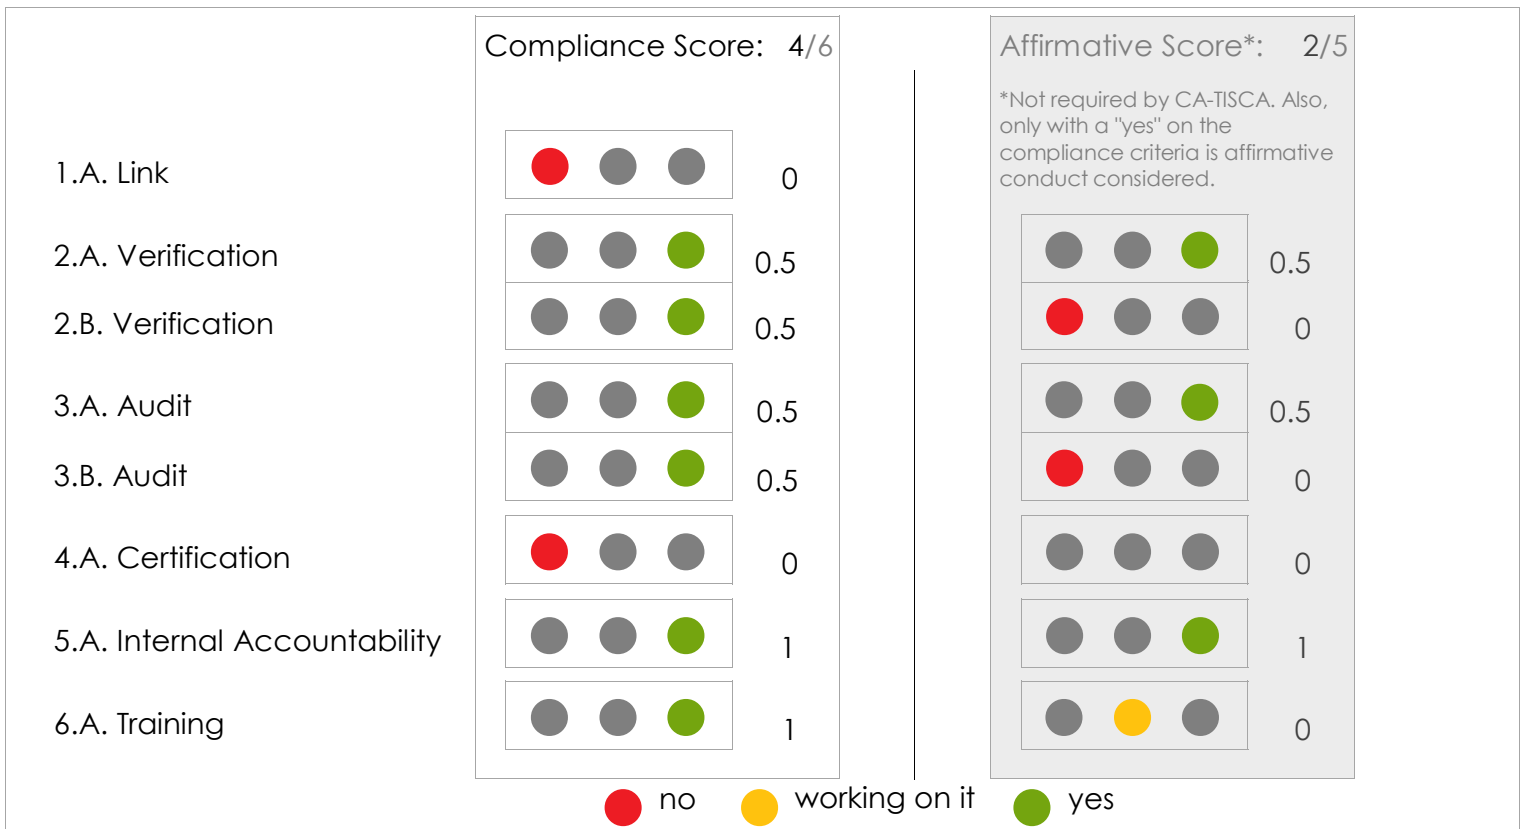 Compliance Score: 4/6
Affirmative Score*: 2/5
*Not required by CA-TISCA. Also,
only with a "yes" on the
compliance criteria is affirmative
conduct considered.
1.A. Link 0
2.A. Verification 0.5 0.5
2.B. Verification 0.5 0
3.A. Audit 0.5 0.5
3.B. Audit 0.5 0
4.A. Certification 0 0
5.A. Internal Accountability 1 1
6.A. Training 1 0
no working on it yes